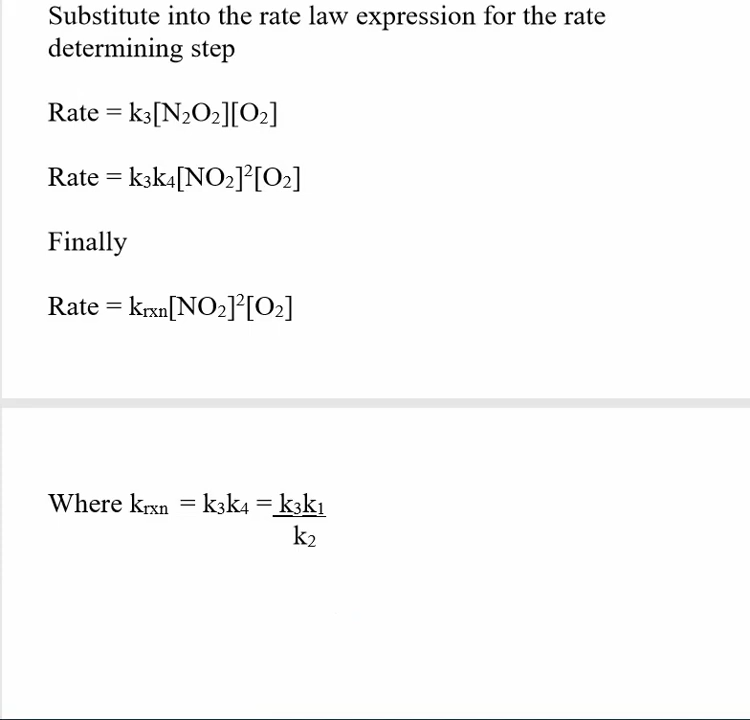 Substitute into the rate law expression for the rate
determining step
Rate = k₃[N₂O₂][O₂]
Rate = k₃k₄[NO₂]²[O₂]
Finally
Rate = kᵣₓₙ[NO₂]²[O₂]
Where kᵣₓₙ = k₃k₄ = k₃k₁
k₂